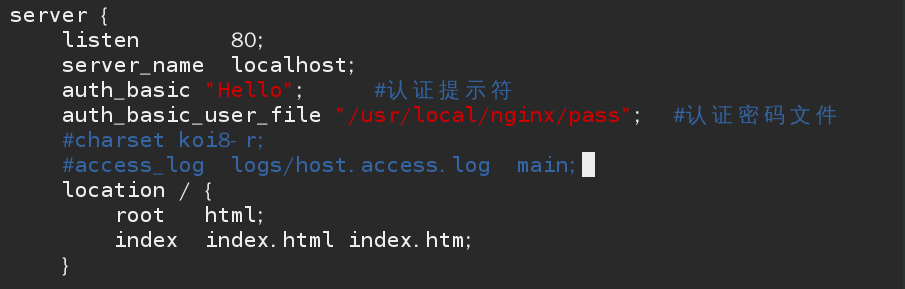 server {
    listen       80;
    server_name  localhost;
    auth_basic "Hello";     #认证提示符
    auth_basic_user_file "/usr/local/nginx/pass";  #认证密码文件
    #charset koi8-r;
    #access_log  logs/host.access.log  main;
    location / {
        root   html;
        index  index.html index.htm;
    }